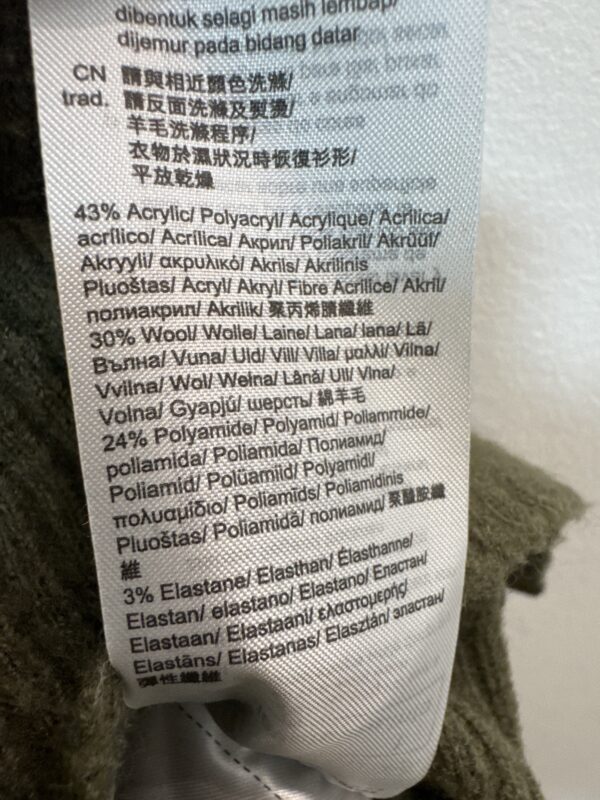 dibentuk selagi masih lembap/
dijemur pada bidang datar
CN 請與相近顏色洗滌/
trad. 請反面洗滌及熨燙/
羊毛洗滌程序/
衣物於濕狀況時恢復衫形/
平放乾燥
43% Acrylic/ Polyacryl/ Acrylique/ Acrílica/
acrílico/ Acrilica/ Акрил/ Poliakril/ Akrüül/
Akryyli/ ακρυλικό/ Akrils/ Akrilinis
Pluoštas/ Acryl/ Akryl/ Fibre Acrilice/ Akril/
полиакрил/ Akrilik/ 聚丙烯腈纖維
30% Wool/ Wolle/ Laine/ Lana/ lana/ Lã/
Вълна/ Vuna/ Uld/ Vill/ Villa/ μαλλί/ Vilna/
Vvilna/ Wol/ Wełna/ Lână/ Ull/ Vlna/
Volna/ Gyapjú/ шерсть/ 綿羊毛
24% Polyamide/ Polyamid/ Poliammide/
poliamida/ Poliamida/ Полиамид/
Poliamid/ Polüamiid/ Polyamidi/
πολυαμίδιο/ Poliamids/ Poliamidinis
Pluoštas/ Poliamidă/ полиамид/ 聚醯胺纖
維
3% Elastane/ Elasthan/ Élasthanne/
Elastan/ elastano/ Elastano/ Еластан/
Elastaan/ Elastaani/ ελαστομερής/
Elastāns/ Elastanas/ Elasztán/ эластан/
彈性纖維